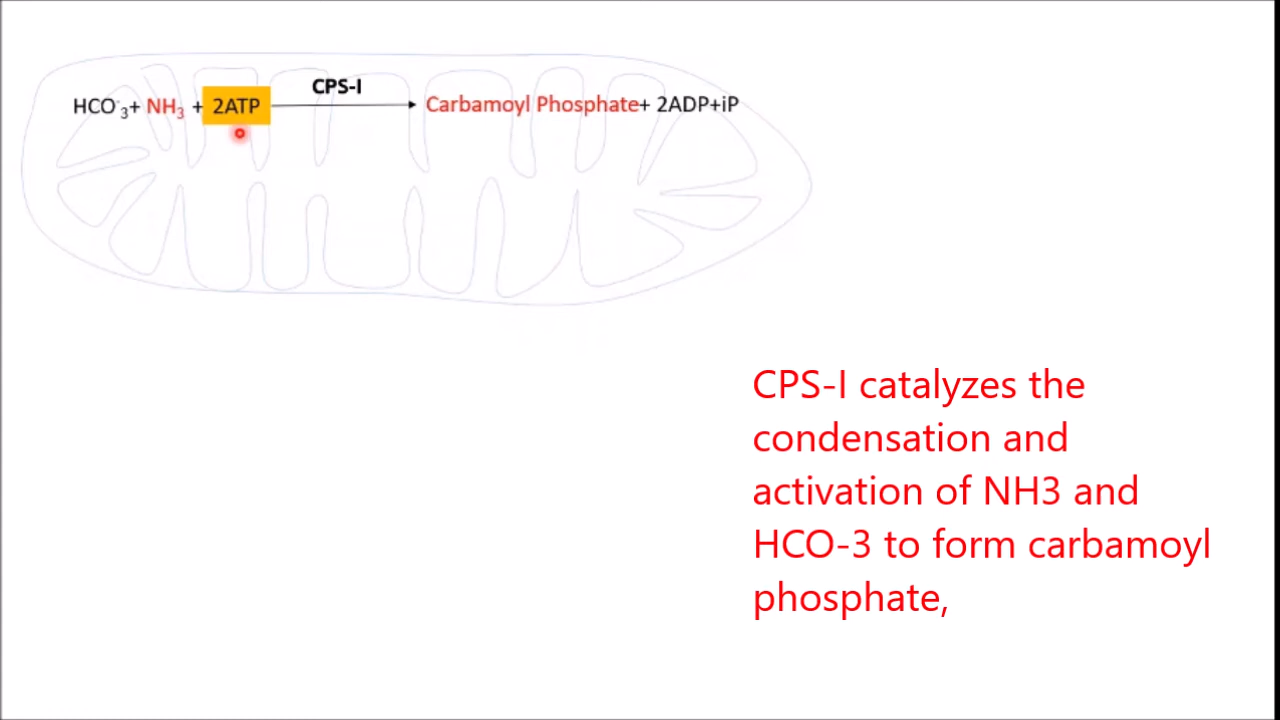 HCO⁻₃+ NH₃ + 2ATP CPS-I Carbamoyl Phosphate+ 2ADP+iP
CPS-I catalyzes the
condensation and
activation of NH3 and
HCO-3 to form carbamoyl
phosphate,